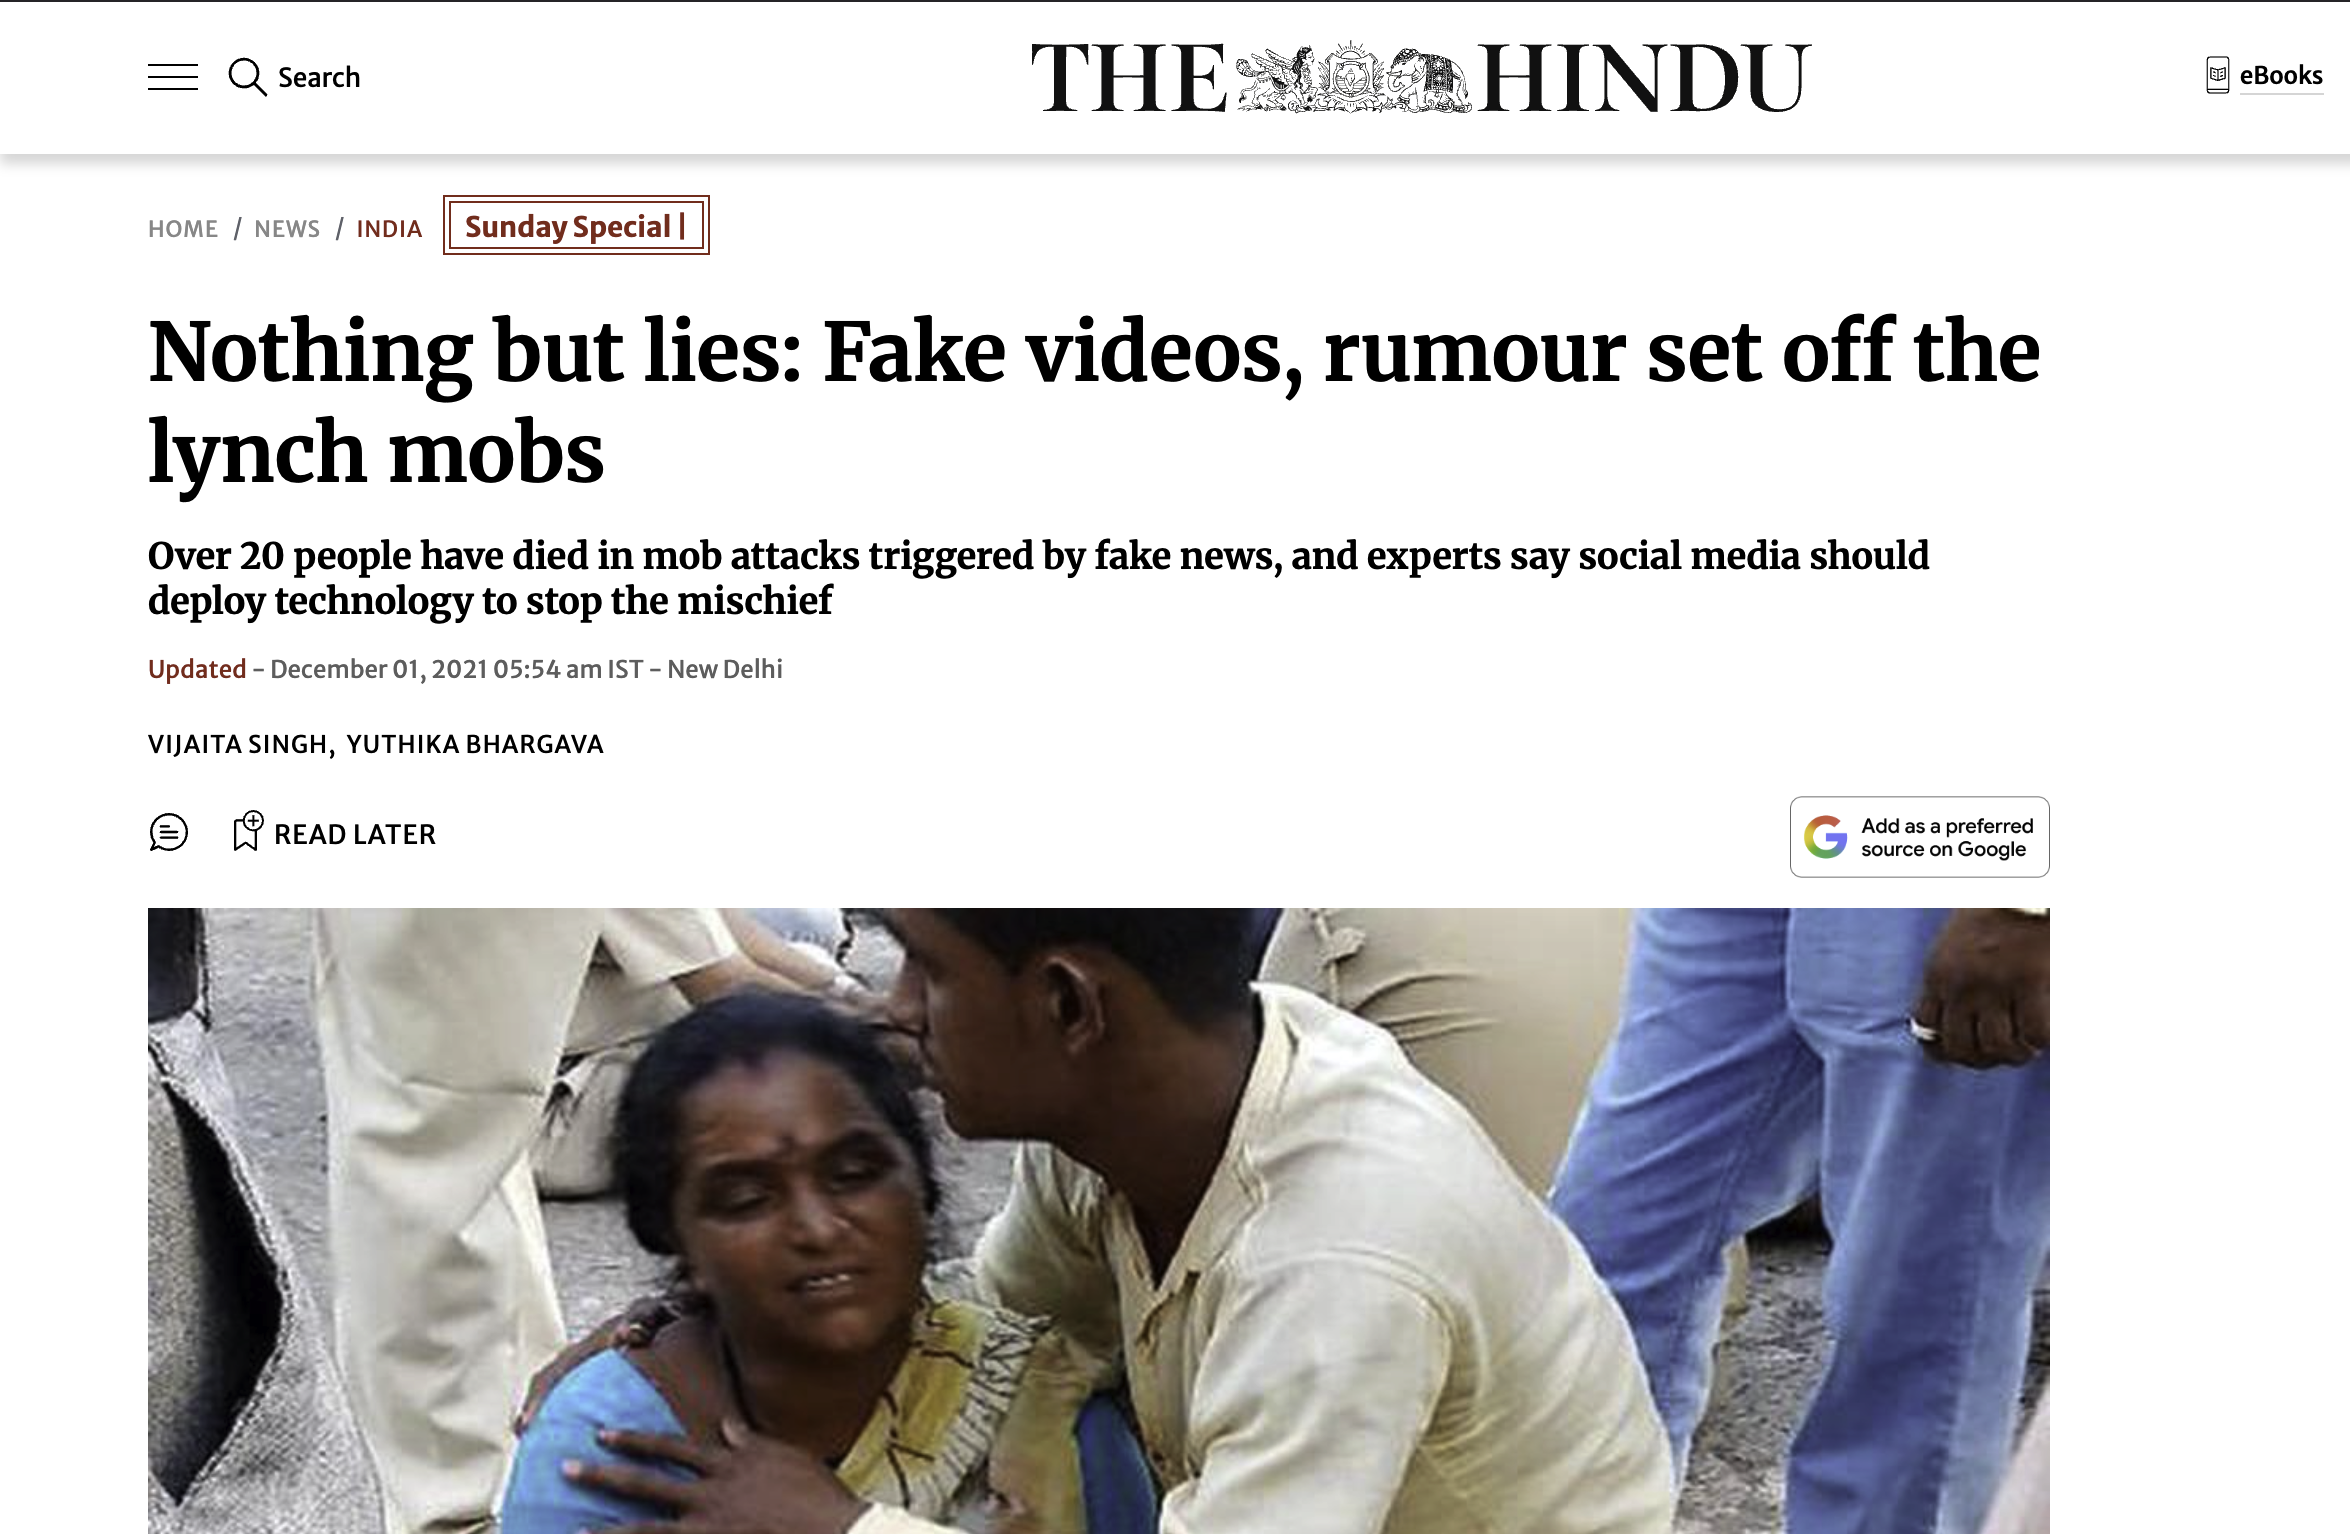 Search
THE HINDU
eBooks
HOME / NEWS / INDIA
Sunday Special |
Nothing but lies: Fake videos, rumour set off the
lynch mobs
Over 20 people have died in mob attacks triggered by fake news, and experts say social media should
deploy technology to stop the mischief
Updated - December 01, 2021 05:54 am IST - New Delhi
VIJAITA SINGH, YUTHIKA BHARGAVA
READ LATER
Add as a preferred
source on Google